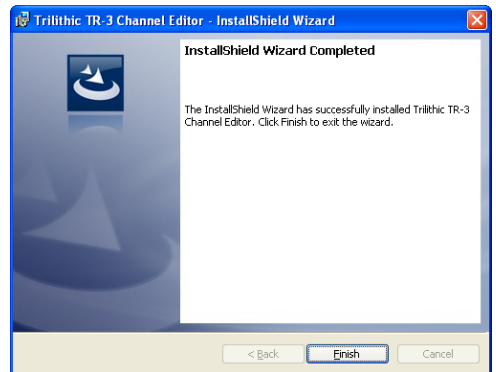 Trilithic TR-3 Channel Editor - InstallShield Wizard
InstallShield Wizard Completed
The InstallShield Wizard has successfully installed Trilithic TR-3
Channel Editor. Click Finish to exit the wizard.
< Back
Finish
Cancel